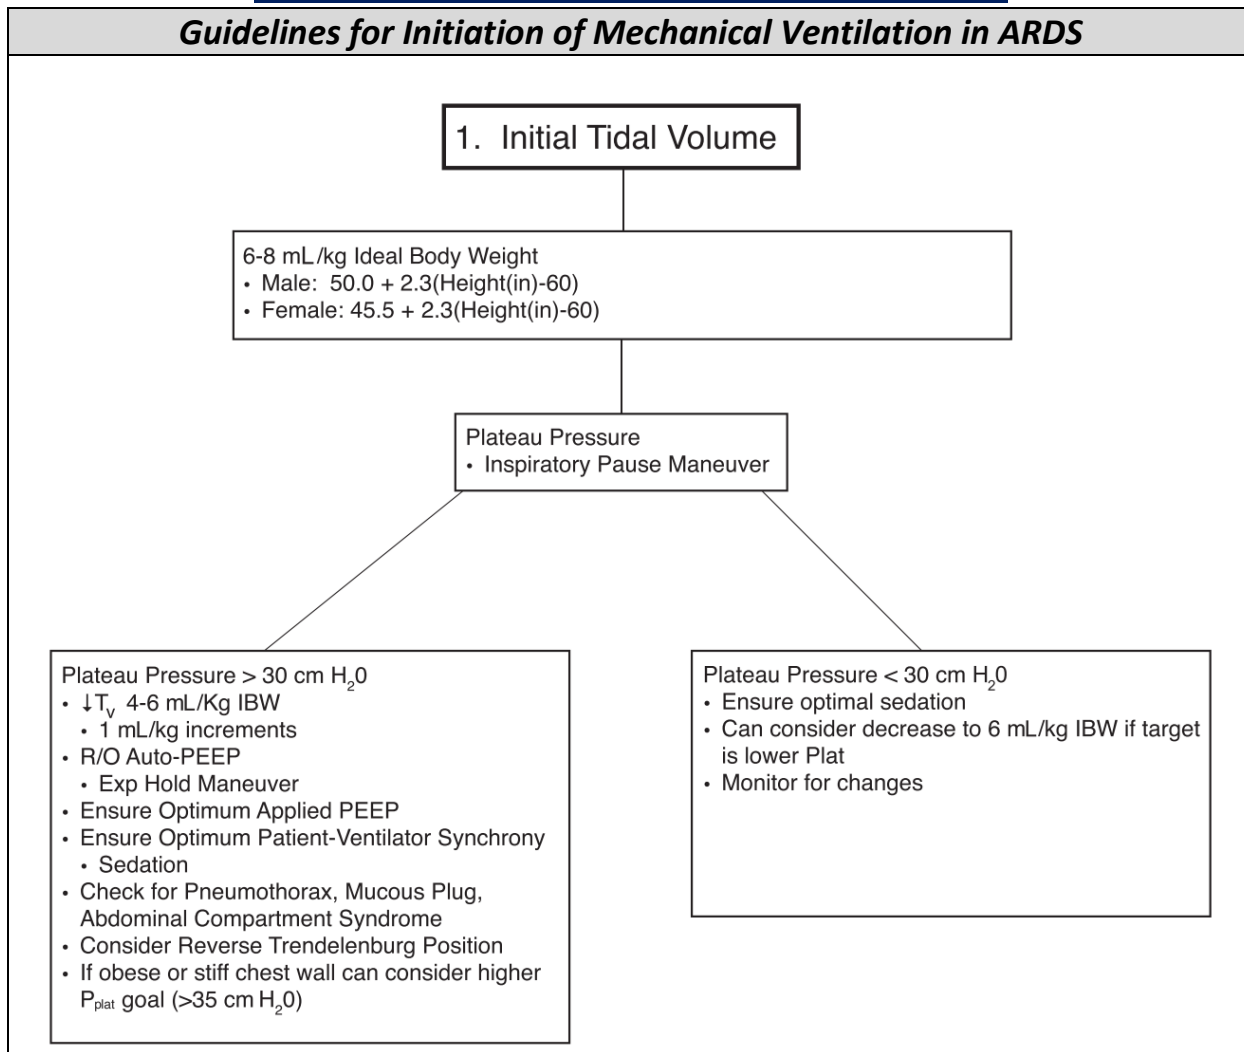 Guidelines for Initiation of Mechanical Ventilation in ARDS
1. Initial Tidal Volume
6-8 mL/kg Ideal Body Weight
• Male: 50.0 + 2.3(Height(in)-60)
• Female: 45.5 + 2.3(Height(in)-60)
Plateau Pressure
• Inspiratory Pause Maneuver
Plateau Pressure > 30 cm H₂0
• ↓Tᵥ 4-6 mL/Kg IBW
• 1 mL/kg increments
• R/O Auto-PEEP
• Exp Hold Maneuver
• Ensure Optimum Applied PEEP
• Ensure Optimum Patient-Ventilator Synchrony
• Sedation
• Check for Pneumothorax, Mucous Plug,
Abdominal Compartment Syndrome
• Consider Reverse Trendelenburg Position
• If obese or stiff chest wall can consider higher
Pplat goal (>35 cm H₂0)
Plateau Pressure < 30 cm H₂0
• Ensure optimal sedation
• Can consider decrease to 6 mL/kg IBW if target
is lower Plat
• Monitor for changes